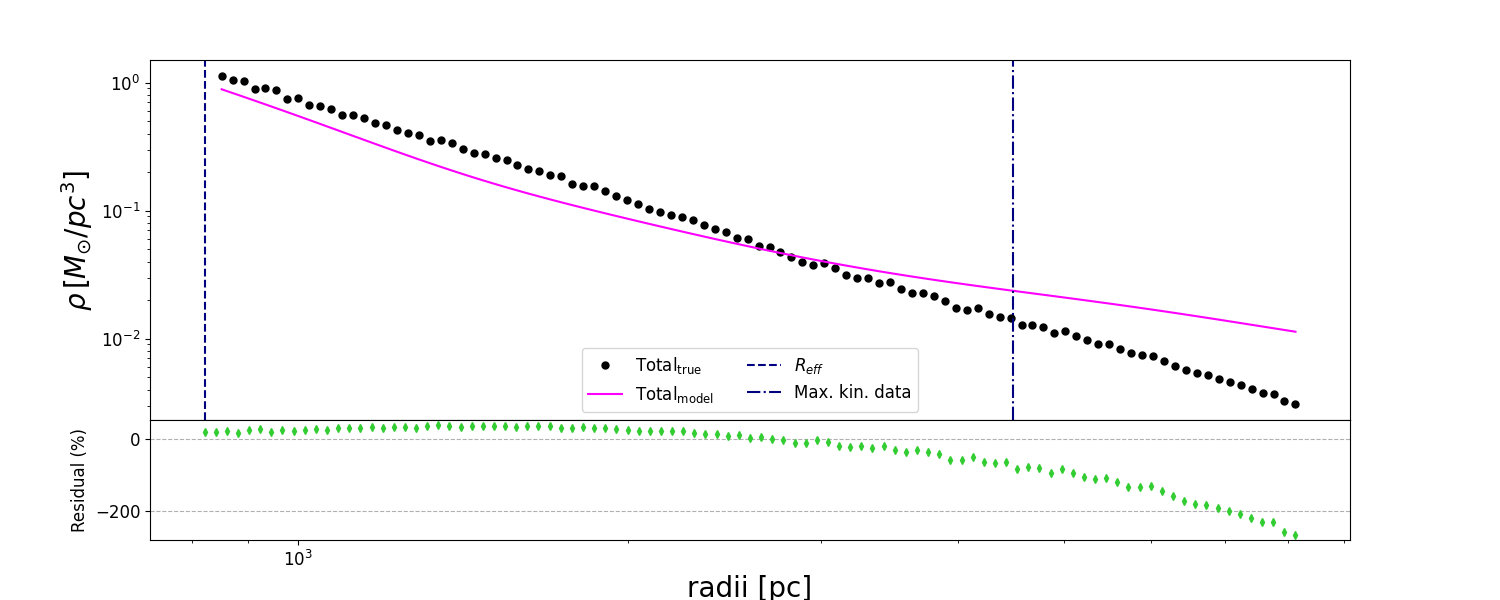 10⁰
10⁻¹
10⁻²
ρ [M⊙/pc³]
Total_true
Total_model
R_eff
Max. kin. data
0
−200
Residual (%)
10³
radii [pc]